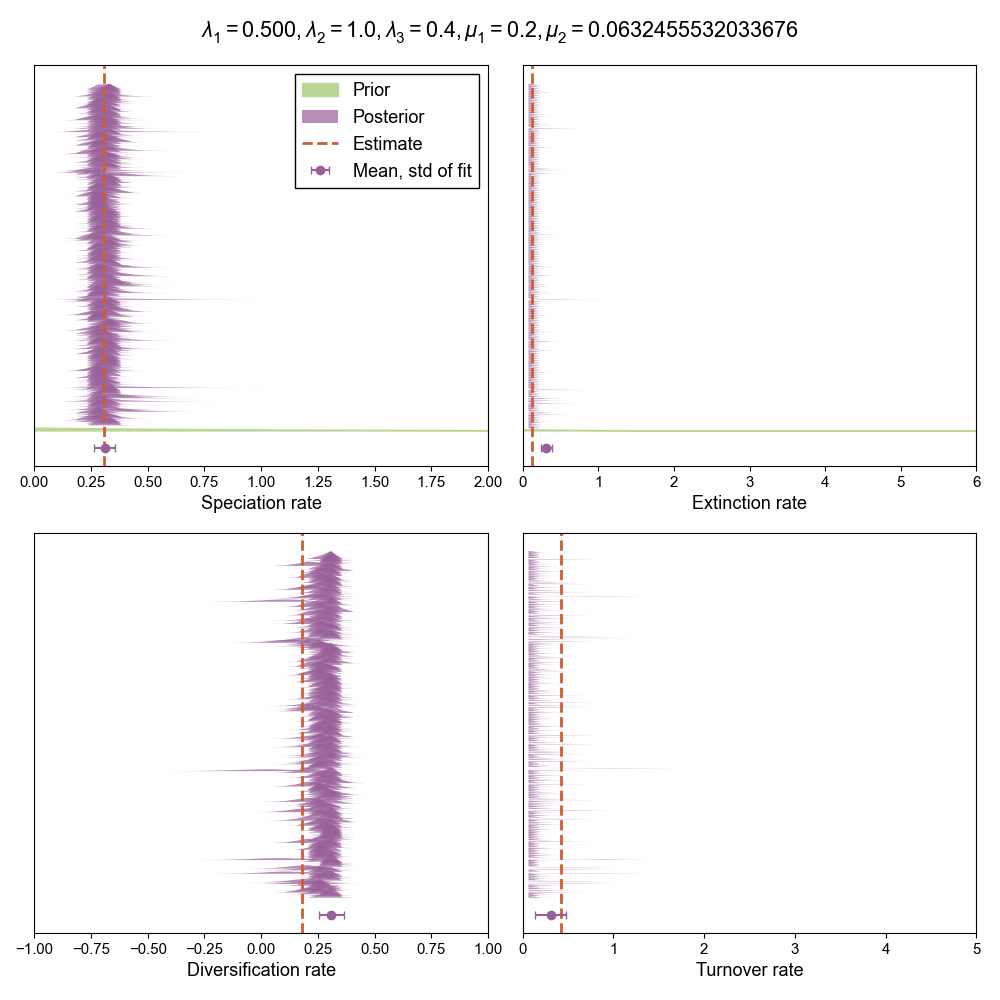 λ₁ = 0.500, λ₂ = 1.0, λ₃ = 0.4, μ₁ = 0.2, μ₂ = 0.0632455532033676
Prior
Posterior
Estimate
Mean, std of fit
0.00 0.25 0.50 0.75 1.00 1.25 1.50 1.75 2.00
Speciation rate
0 1 2 3 4 5 6
Extinction rate
−1.00 −0.75 −0.50 −0.25 0.00 0.25 0.50 0.75 1.00
Diversification rate
0 1 2 3 4 5
Turnover rate